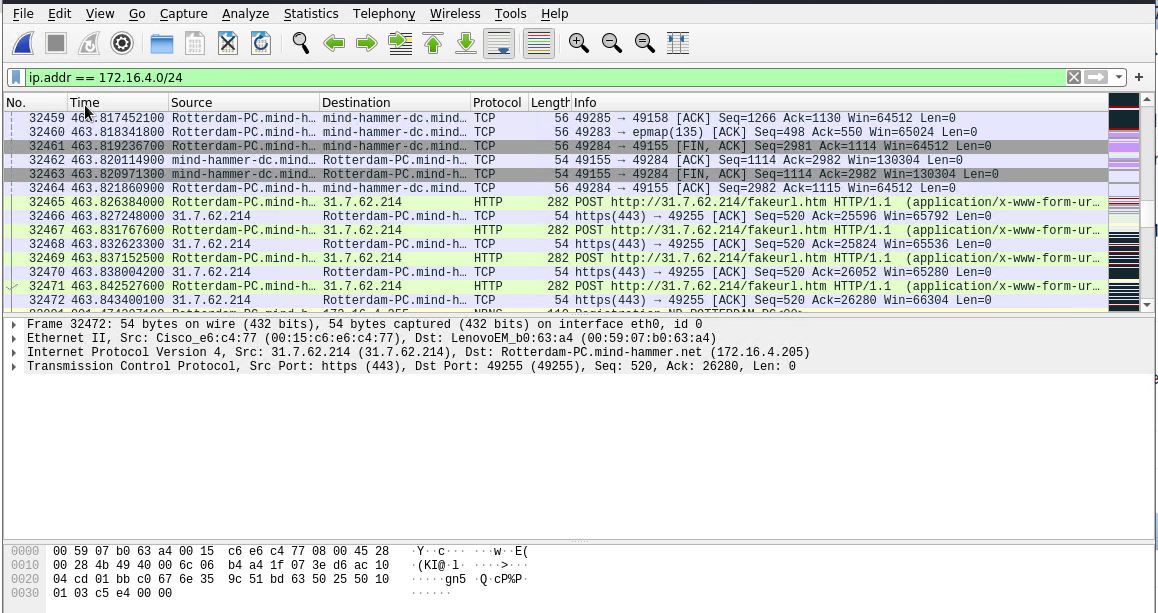 File Edit View Go Capture Analyze Statistics Telephony Wireless Tools Help
ip.addr == 172.16.4.0/24
No. Time Source Destination Protocol Length Info
32459 463.817452100 Rotterdam-PC.mind-h… mind-hammer-dc.mind… TCP 56 49285 → 49158 [ACK] Seq=1266 Ack=1130 Win=64512 Len=0
32460 463.818341800 Rotterdam-PC.mind-h… mind-hammer-dc.mind… TCP 56 49283 → epmap(135) [ACK] Seq=498 Ack=550 Win=65024 Len=0
32461 463.819236700 Rotterdam-PC.mind-h… mind-hammer-dc.mind… TCP 56 49284 → 49155 [FIN, ACK] Seq=2981 Ack=1114 Win=64512 Len=0
32462 463.820114900 mind-hammer-dc.mind… Rotterdam-PC.mind-h… TCP 54 49155 → 49284 [ACK] Seq=1114 Ack=2982 Win=130304 Len=0
32463 463.820971300 mind-hammer-dc.mind… Rotterdam-PC.mind-h… TCP 54 49155 → 49284 [FIN, ACK] Seq=1114 Ack=2982 Win=130304 Len=0
32464 463.821860900 Rotterdam-PC.mind-h… mind-hammer-dc.mind… TCP 56 49284 → 49155 [ACK] Seq=2982 Ack=1115 Win=64512 Len=0
32465 463.826384000 Rotterdam-PC.mind-h… 31.7.62.214 HTTP 282 POST http://31.7.62.214/fakeurl.htm HTTP/1.1 (application/x-www-form-ur…
32466 463.827248000 31.7.62.214 Rotterdam-PC.mind-h… TCP 54 https(443) → 49255 [ACK] Seq=520 Ack=25596 Win=65792 Len=0
32467 463.831767600 Rotterdam-PC.mind-h… 31.7.62.214 HTTP 282 POST http://31.7.62.214/fakeurl.htm HTTP/1.1 (application/x-www-form-ur…
32468 463.832623300 31.7.62.214 Rotterdam-PC.mind-h… TCP 54 https(443) → 49255 [ACK] Seq=520 Ack=25824 Win=65536 Len=0
32469 463.837152500 Rotterdam-PC.mind-h… 31.7.62.214 HTTP 282 POST http://31.7.62.214/fakeurl.htm HTTP/1.1 (application/x-www-form-ur…
32470 463.838004200 31.7.62.214 Rotterdam-PC.mind-h… TCP 54 https(443) → 49255 [ACK] Seq=520 Ack=26052 Win=65280 Len=0
32471 463.842527600 Rotterdam-PC.mind-h… 31.7.62.214 HTTP 282 POST http://31.7.62.214/fakeurl.htm HTTP/1.1 (application/x-www-form-ur…
32472 463.843400100 31.7.62.214 Rotterdam-PC.mind-h… TCP 54 https(443) → 49255 [ACK] Seq=520 Ack=26280 Win=66304 Len=0
Frame 32472: 54 bytes on wire (432 bits), 54 bytes captured (432 bits) on interface eth0, id 0
Ethernet II, Src: Cisco_e6:c4:77 (00:15:c6:e6:c4:77), Dst: LenovoEM_b0:63:a4 (00:59:07:b0:63:a4)
Internet Protocol Version 4, Src: 31.7.62.214 (31.7.62.214), Dst: Rotterdam-PC.mind-hammer.net (172.16.4.205)
Transmission Control Protocol, Src Port: https (443), Dst Port: 49255 (49255), Seq: 520, Ack: 26280, Len: 0
0000 00 59 07 b0 63 a4 00 15 c6 e6 c4 77 08 00 45 28 ·Y··c··· ···w··E(
0010 00 28 4b 49 40 00 6c 06 b4 a4 1f 07 3e d6 ac 10 ·(KI@·l· ····>···
0020 04 cd 01 bb c0 67 6e 35 9c 51 bd 63 50 25 50 10 ·····gn5 ·Q·cP%P·
0030 01 03 c5 e4 00 00 ······